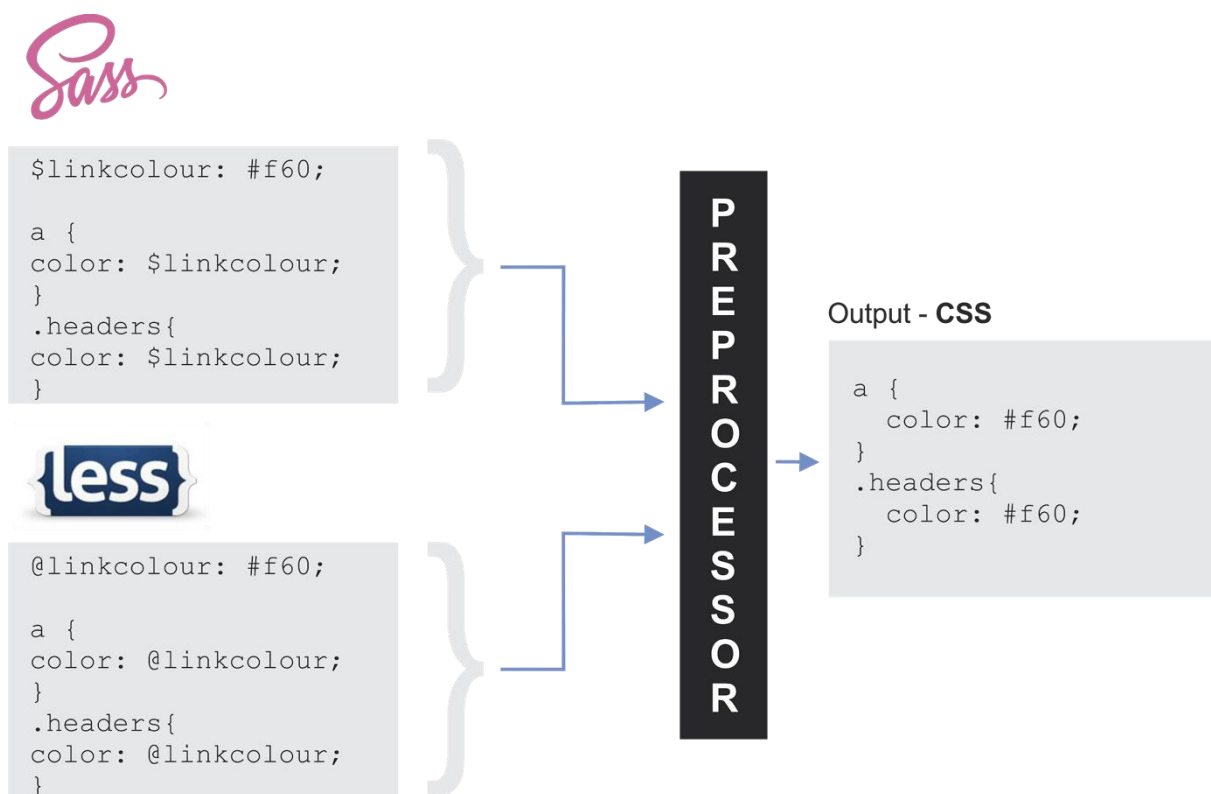 Sass
$linkcolour: #f60;
a {
color: $linkcolour;
}
.headers{
color: $linkcolour;
}
{less}
@linkcolour: #f60;
a {
color: @linkcolour;
}
.headers{
color: @linkcolour;
}
PREPROCESSOR
Output - CSS
a {
color: #f60;
}
.headers{
color: #f60;
}